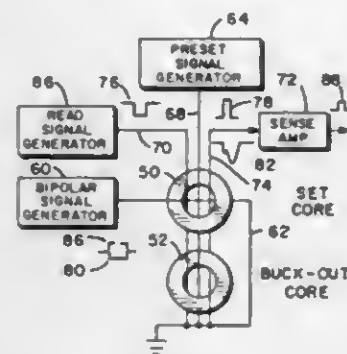 64
86
76
PRESET
SIGNAL
GENERATOR
78
72
88
READ
SIGNAL
GENERATOR
68
SENSE
AMP
60
70
50
82
74
BIPOLAR
SIGNAL
GENERATOR
SET
CORE
86
80
52
62
BUCK-OUT
CORE